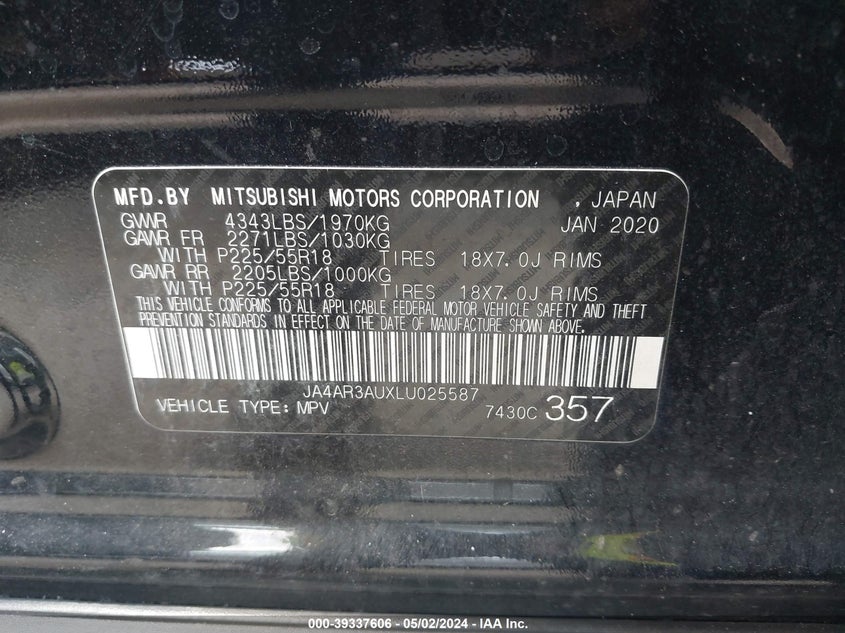 MFD.BY MITSUBISHI MOTORS CORPORATION , JAPAN
GVWR 4343LBS/1970KG JAN 2020
GAWR FR 2271LBS/1030KG
WITH P225/55R18 TIRES 18X7.0J RIMS
GAWR RR 2205LBS/1000KG
WITH P225/55R18 TIRES 18X7.0J RIMS
THIS VEHICLE CONFORMS TO ALL APPLICABLE FEDERAL MOTOR VEHICLE SAFETY AND THEFT
PREVENTION STANDARDS IN EFFECT ON THE DATE OF MANUFACTURE SHOWN ABOVE.
JA4AR3AUXLU025587
VEHICLE TYPE: MPV 7430C 357
000-39337606 - 05/02/2024 - IAA Inc.